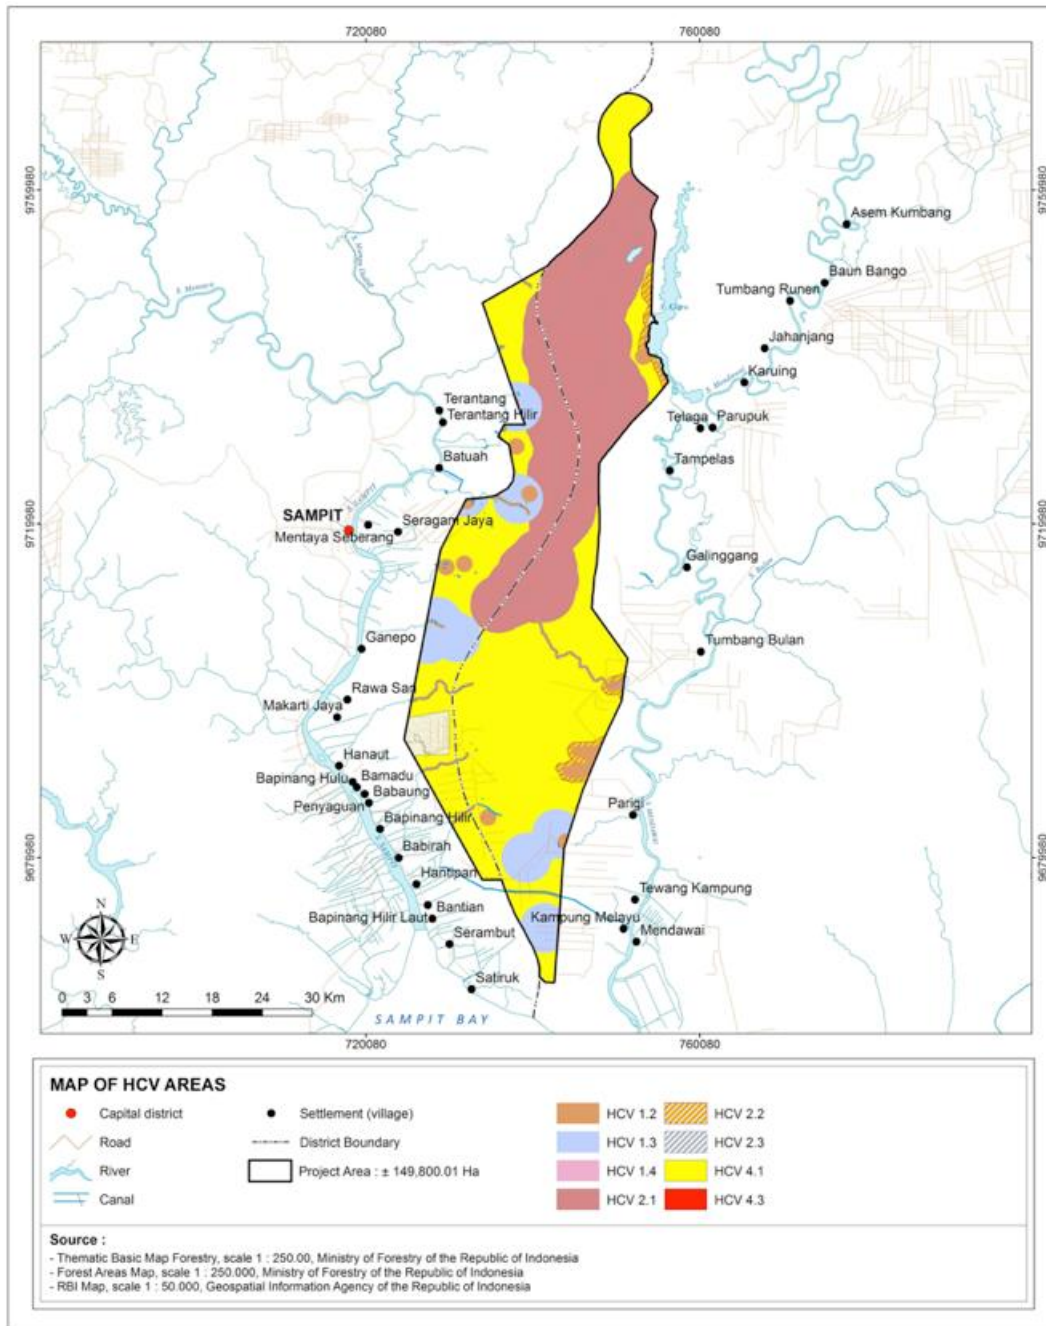 720080
760080
9759980
9759980
Asem Kumbang
Baun Bango
Tumbang Runen
Jahanjang
Karuing
Terantang
Terantang Hilir
Telaga
Parupuk
Batuah
Tampelas
SAMPIT
Seragam Jaya
Mentaya Seberang
9719980
9719980
Galinggang
Ganepo
Tumbang Bulan
Rawa Sari
Makarti Jaya
Hanaut
Bapinang Hulu
Bamadu
Babaung
Penyaguan
Parigi
Bapinang Hilir
Babirah
9679980
9679980
Hantipan
Tewang Kampung
Bantian
Bapinang Hilir Laut
Kampung Melayu
Serambut
Mendawai
Satiruk
N
W
E
S
0 3 6 12 18 24 30 Km
SAMPIT BAY
720080
760080
MAP OF HCV AREAS
Capital district
Settlement (village)
HCV 1.2
HCV 2.2
Road
District Boundary
HCV 1.3
HCV 2.3
River
Project Area : ± 149,800.01 Ha
HCV 1.4
HCV 4.1
Canal
HCV 2.1
HCV 4.3
Source :
- Thematic Basic Map Forestry, scale 1 : 250.00, Ministry of Forestry of the Republic of Indonesia
- Forest Areas Map, scale 1 : 250.000, Ministry of Forestry of the Republic of Indonesia
- RBI Map, scale 1 : 50.000, Geospatial Information Agency of the Republic of Indonesia